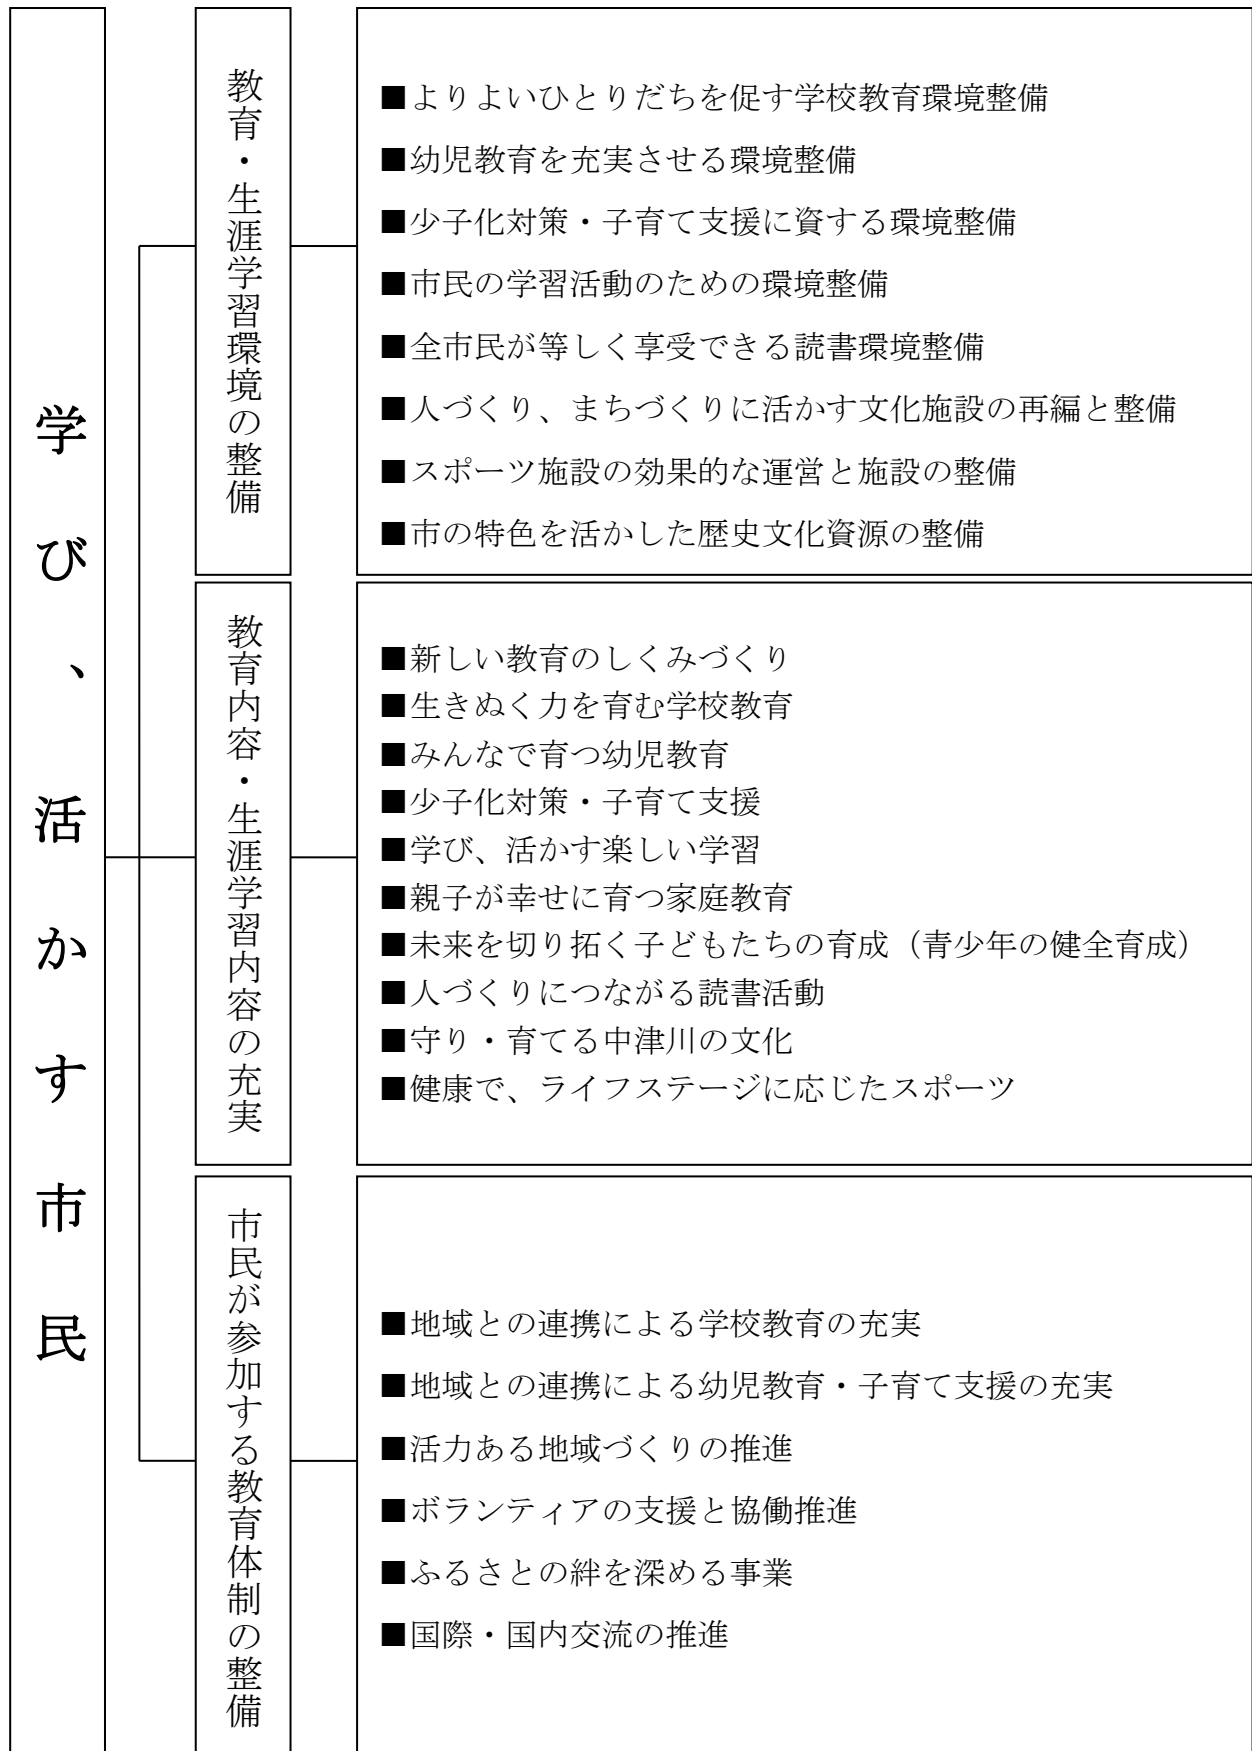 学び、活かす市民
教育・生涯学習環境の整備
■よりよいひとりだちを促す学校教育環境整備
■幼児教育を充実させる環境整備
■少子化対策・子育て支援に資する環境整備
■市民の学習活動のための環境整備
■全市民が等しく享受できる読書環境整備
■人づくり、まちづくりに活かす文化施設の再編と整備
■スポーツ施設の効果的な運営と施設の整備
■市の特色を活かした歴史文化資源の整備
教育内容・生涯学習内容の充実
■新しい教育のしくみづくり
■生きぬく力を育む学校教育
■みんなで育つ幼児教育
■少子化対策・子育て支援
■学び、活かす楽しい学習
■親子が幸せに育つ家庭教育
■未来を切り拓く子どもたちの育成（青少年の健全育成）
■人づくりにつながる読書活動
■守り・育てる中津川の文化
■健康で、ライフステージに応じたスポーツ
市民が参加する教育体制の整備
■地域との連携による学校教育の充実
■地域との連携による幼児教育・子育て支援の充実
■活力ある地域づくりの推進
■ボランティアの支援と協働推進
■ふるさとの絆を深める事業
■国際・国内交流の推進